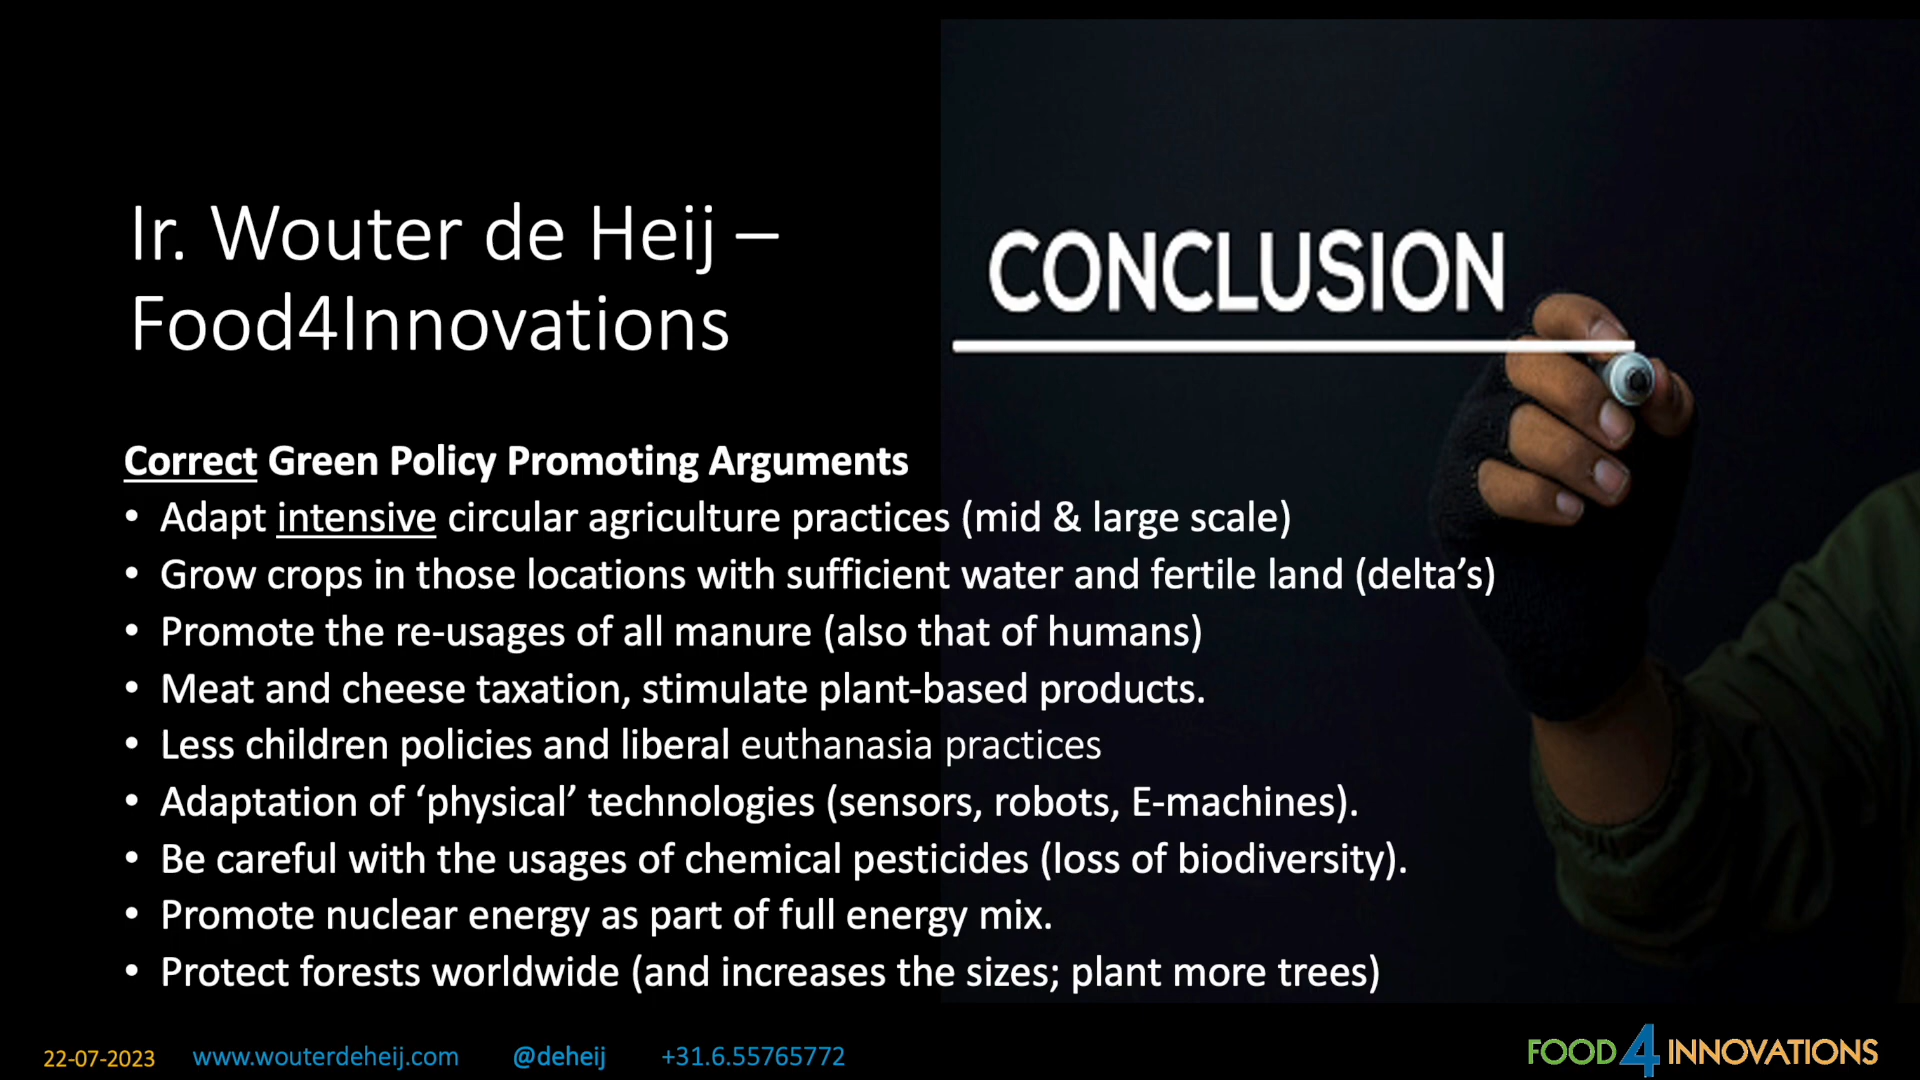 Ir. Wouter de Heij –
Food4Innovations
CONCLUSION
Correct Green Policy Promoting Arguments
• Adapt intensive circular agriculture practices (mid & large scale)
• Grow crops in those locations with sufficient water and fertile land (delta’s)
• Promote the re-usages of all manure (also that of humans)
• Meat and cheese taxation, stimulate plant-based products.
• Less children policies and liberal euthanasia practices
• Adaptation of ‘physical’ technologies (sensors, robots, E-machines).
• Be careful with the usages of chemical pesticides (loss of biodiversity).
• Promote nuclear energy as part of full energy mix.
• Protect forests worldwide (and increases the sizes; plant more trees)
22-07-2023 www.wouterdeheij.com @deheij +31.6.55765772
FOOD 4 INNOVATIONS